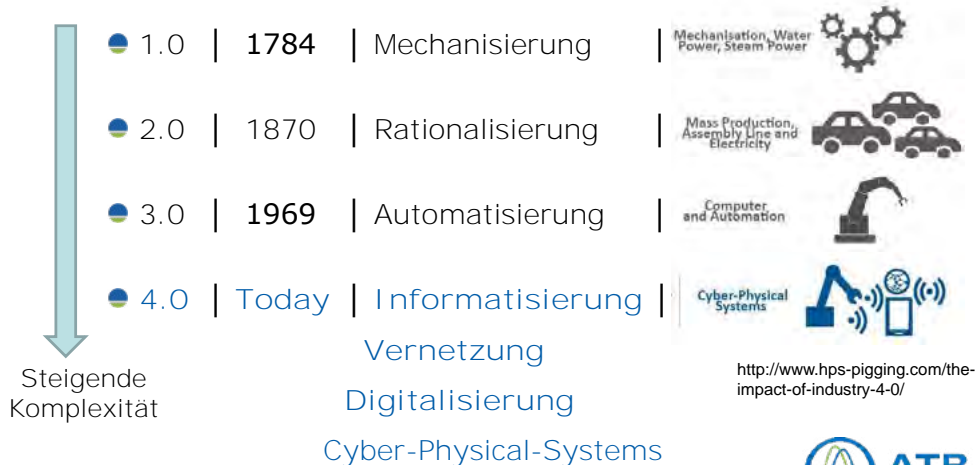 1.0 | 1784 | Mechanisierung | Mechanisation, Water
Power, Steam Power
2.0 | 1870 | Rationalisierung | Mass Production,
Assembly Line and
Electricity
3.0 | 1969 | Automatisierung | Computer
and Automation
4.0 | Today | Informatisierung | Cyber-Physical
Systems
Vernetzung
Digitalisierung
Cyber-Physical-Systems
Steigende
Komplexität
http://www.hps-pigging.com/the-
impact-of-industry-4-0/
ATB